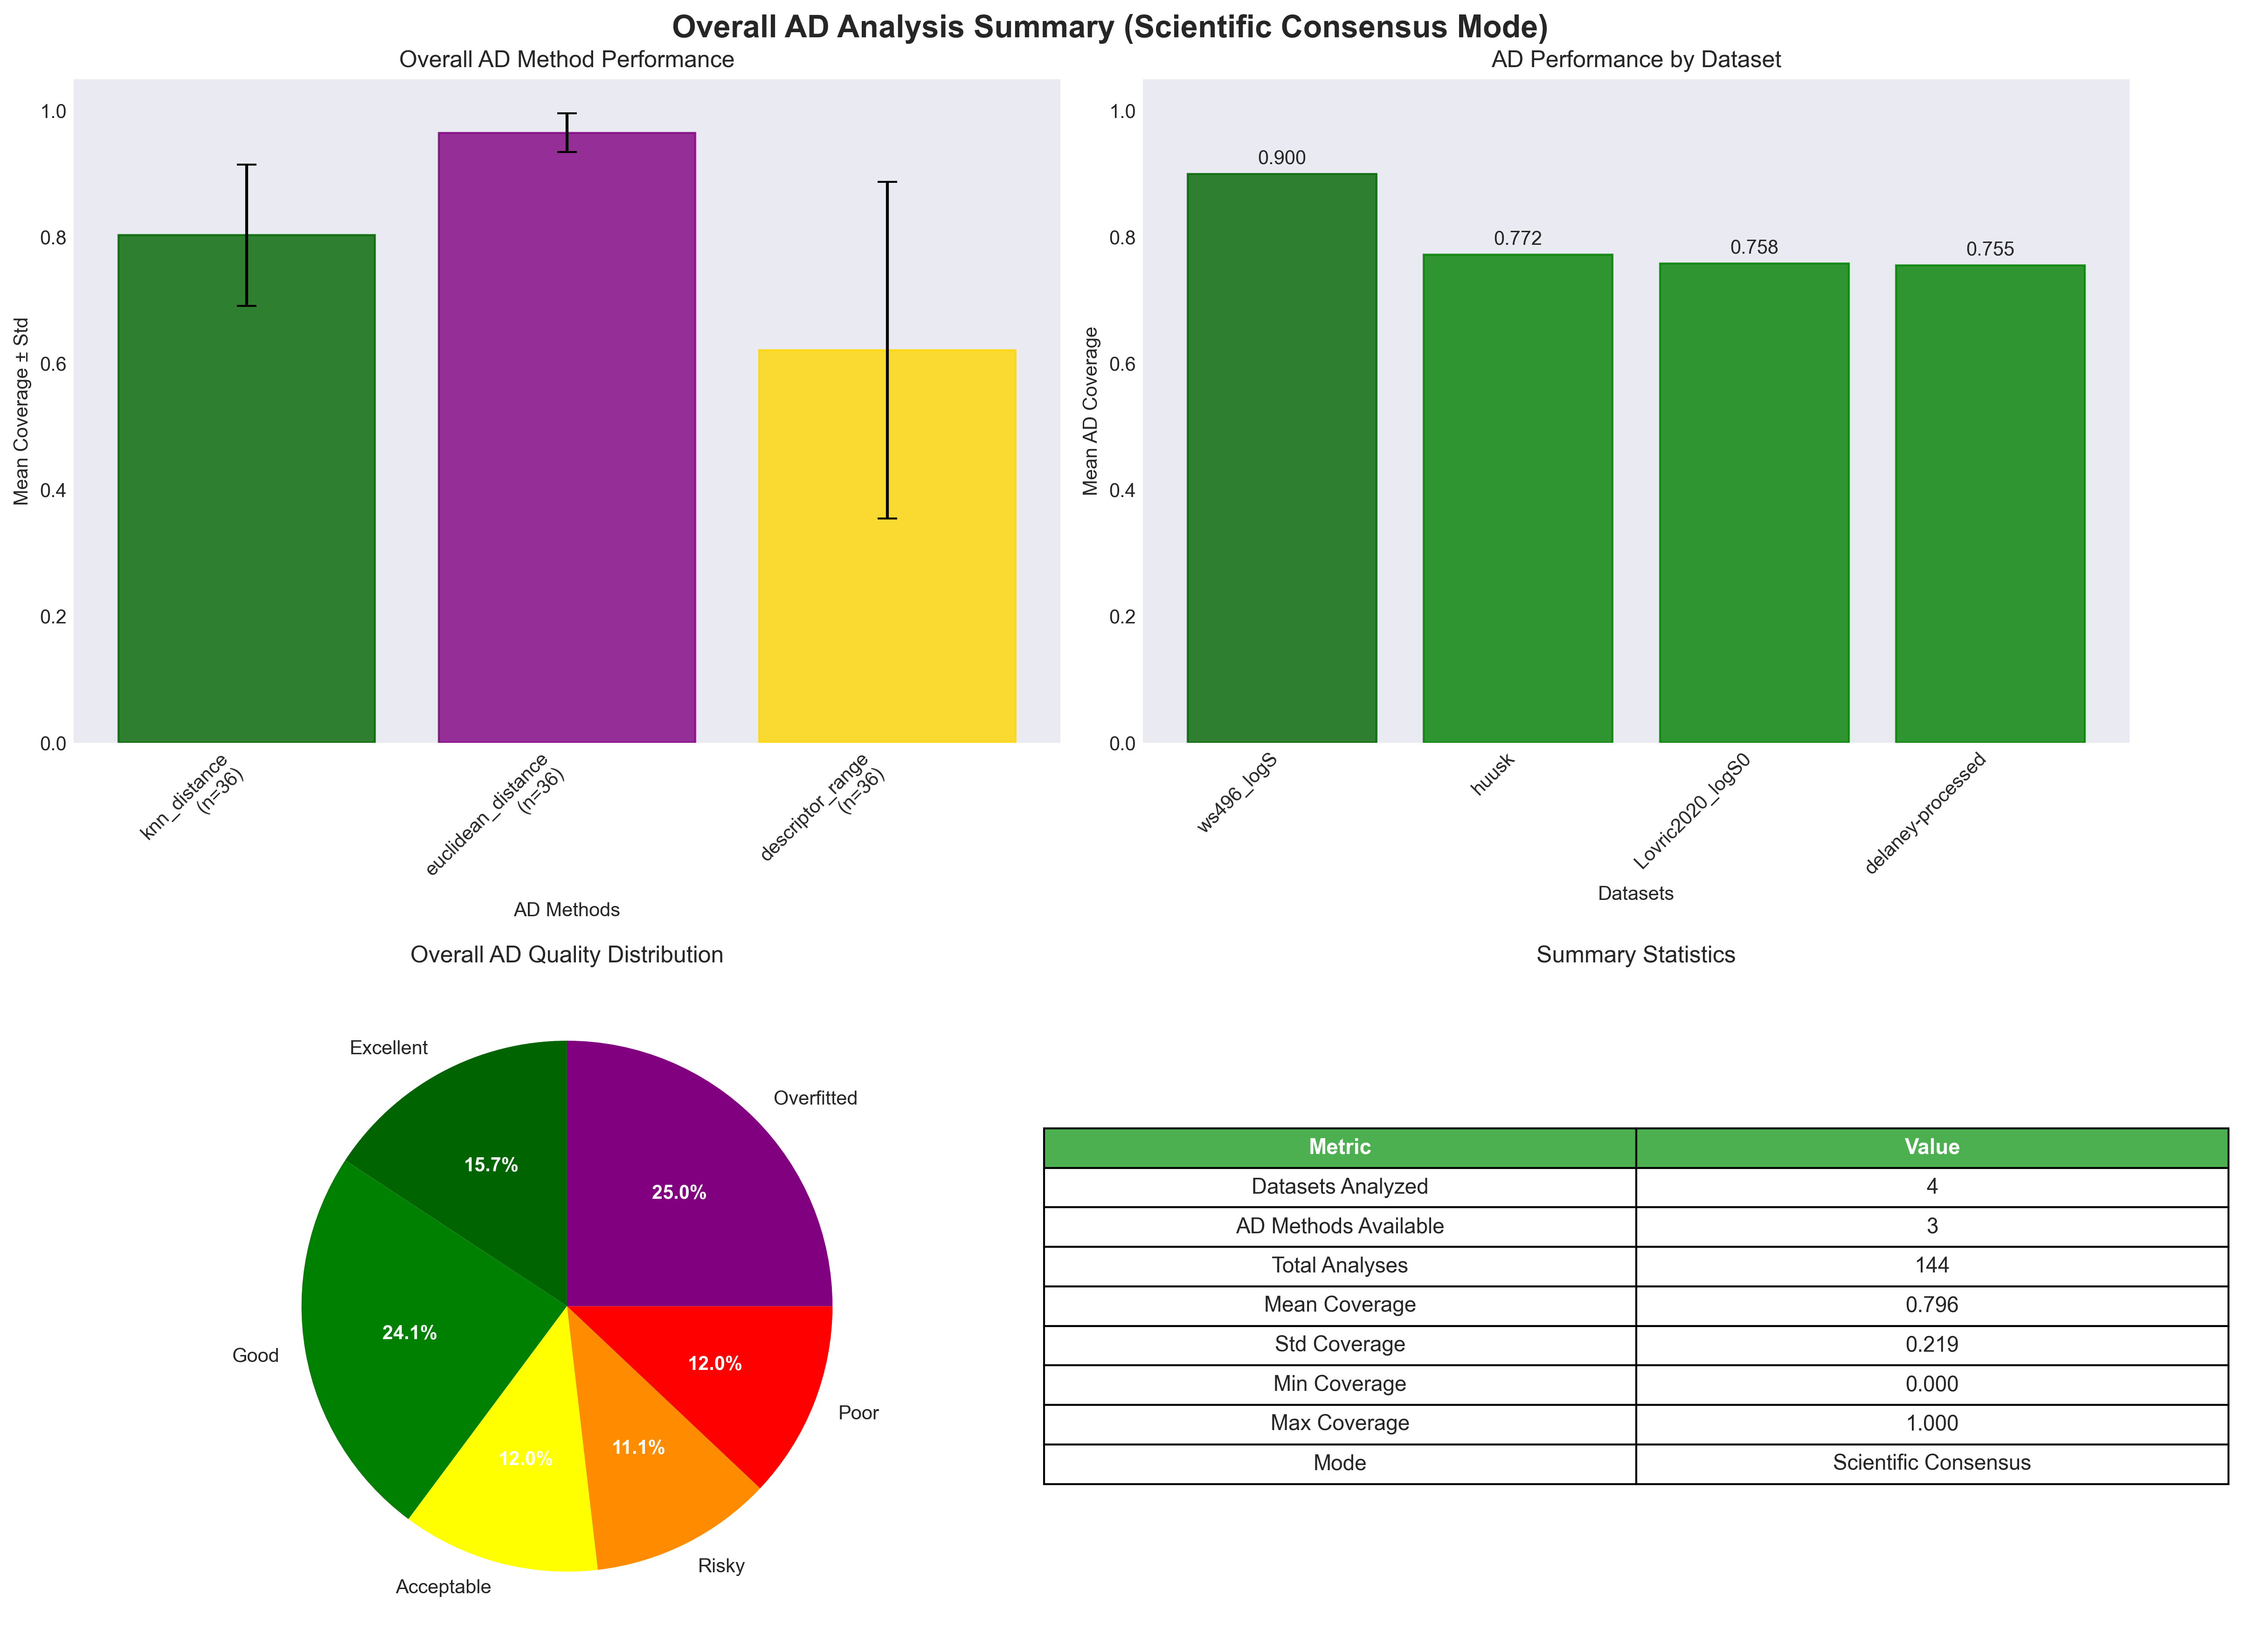 Overall AD Analysis Summary (Scientific Consensus Mode)
Overall AD Method Performance
Mean Coverage ± Std
1.0
0.8
0.6
0.4
0.2
0.0
knn_distance
(n=36)
euclidean_distance
(n=36)
descriptor_range
(n=36)
AD Methods
AD Performance by Dataset
Mean AD Coverage
1.0
0.8
0.6
0.4
0.2
0.0
0.900
0.772
0.758
0.755
ws496_logS
huusk
Lovric2020_logS0
delaney-processed
Datasets
Overall AD Quality Distribution
Excellent
15.7%
Overfitted
25.0%
Good
24.1%
Poor
12.0%
Acceptable
12.0%
Risky
11.1%
Summary Statistics
Metric Value
Datasets Analyzed 4
AD Methods Available 3
Total Analyses 144
Mean Coverage 0.796
Std Coverage 0.219
Min Coverage 0.000
Max Coverage 1.000
Mode Scientific Consensus